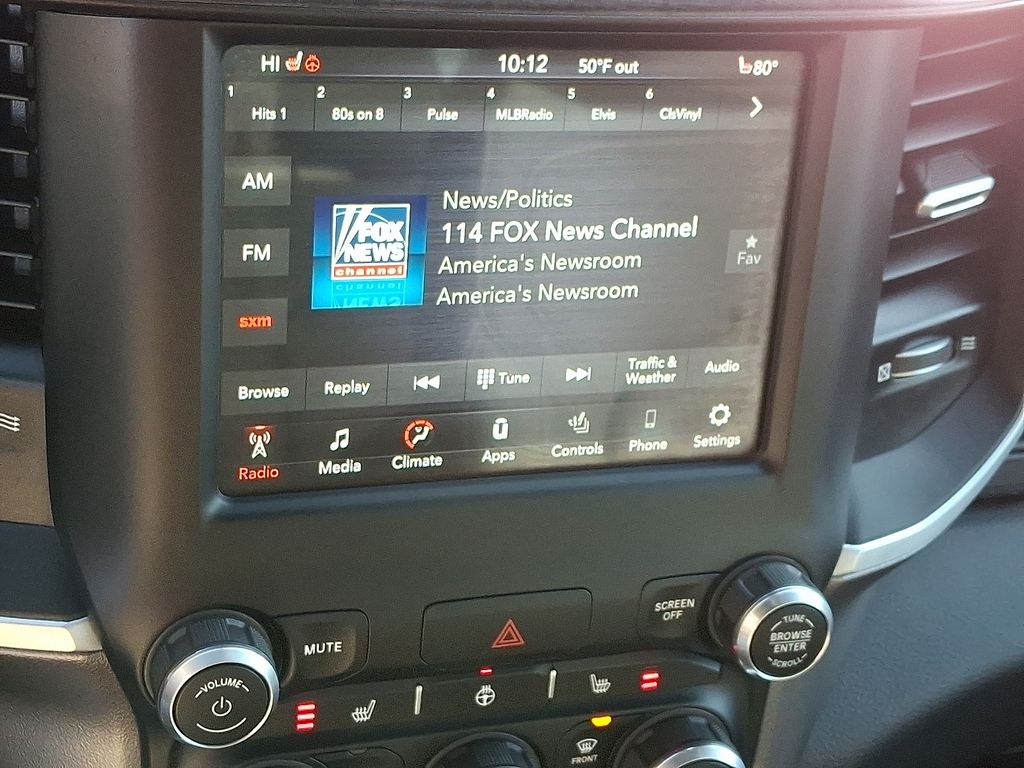 HI 10:12 50°F out 80°
1 Hits 1 2 80s on 8 3 Pulse 4 MLBRadio 5 Elvis 6 ClsVinyl
AM
FM
sxm
FOX
NEWS
channel
News/Politics
114 FOX News Channel
America's Newsroom
America's Newsroom
Fav
Browse Replay Tune Traffic & Weather Audio
Radio Media Climate Apps Controls Phone Settings
VOLUME
MUTE
SCREEN
OFF
TUNE
BROWSE
ENTER
SCROLL
FRONT